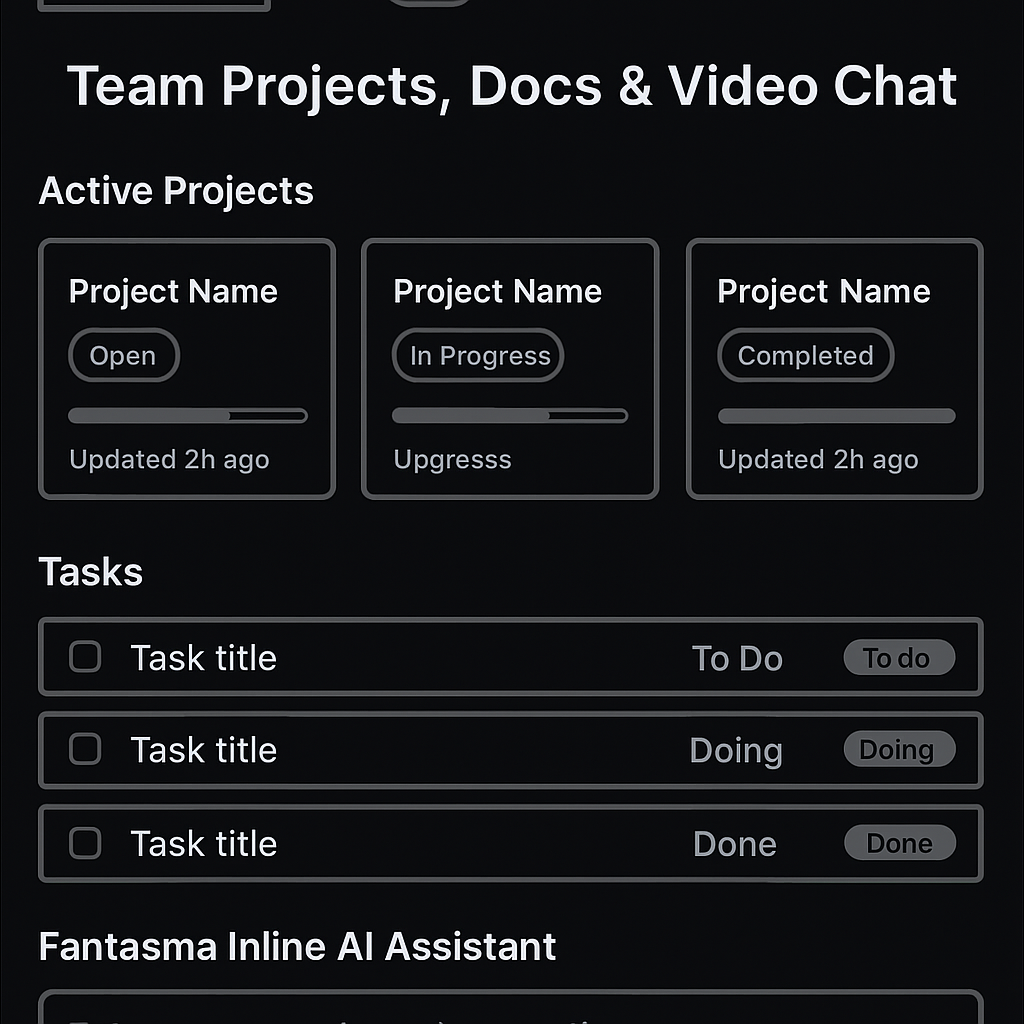 Team Projects, Docs & Video Chat
Active Projects
Project Name
Open
Updated 2h ago
Project Name
In Progress
Upgresss
Project Name
Completed
Updated 2h ago
Tasks
Task title To Do To do
Task title Doing Doing
Task title Done Done
Fantasma Inline AI Assistant